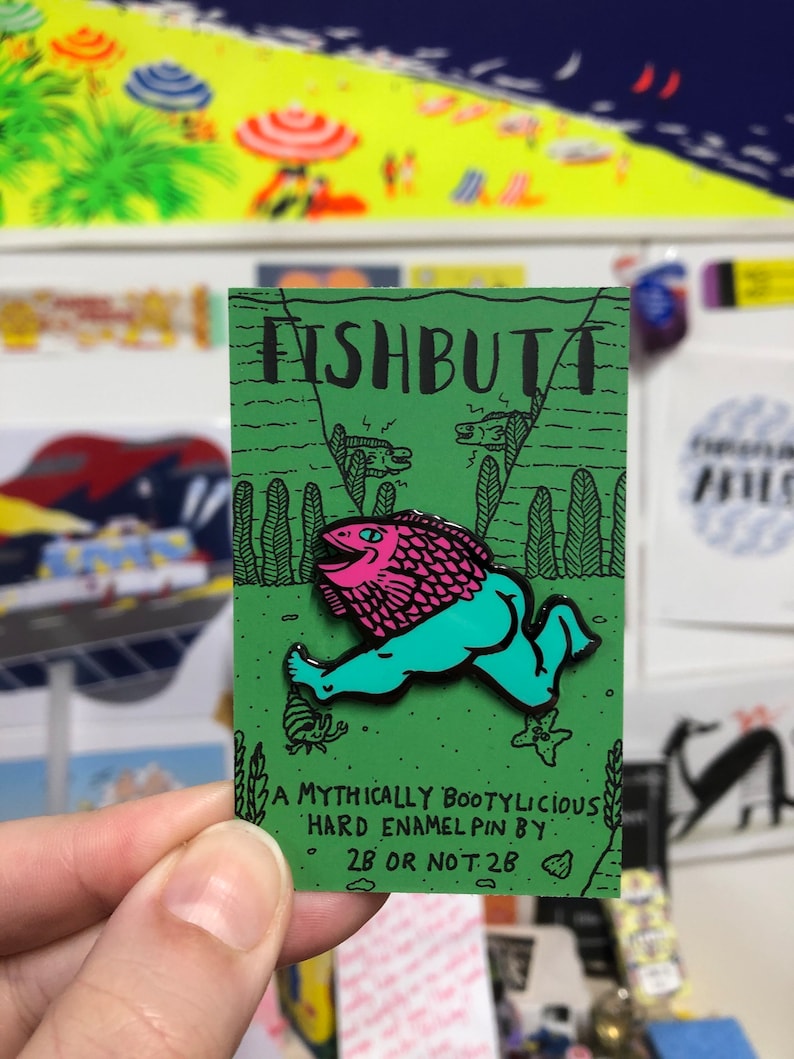 FISHBUTT
A MYTHICALLY BOOTYLICIOUS
HARD ENAMEL PIN BY
2B OR NOT 2B